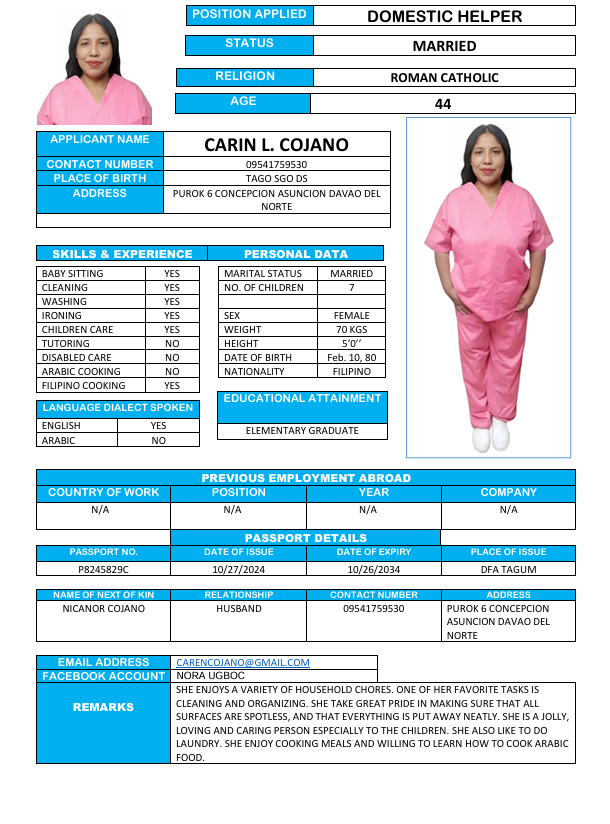 POSITION APPLIED DOMESTIC HELPER
STATUS MARRIED
RELIGION ROMAN CATHOLIC
AGE 44
APPLICANT NAME CARIN L. COJANO
CONTACT NUMBER 09541759530
PLACE OF BIRTH TAGO SGO DS
ADDRESS PUROK 6 CONCEPCION ASUNCION DAVAO DEL
NORTE
SKILLS & EXPERIENCE PERSONAL DATA
BABY SITTING YES MARITAL STATUS MARRIED
CLEANING YES NO. OF CHILDREN 7
WASHING YES
IRONING YES SEX FEMALE
CHILDREN CARE YES WEIGHT 70 KGS
TUTORING NO HEIGHT 5'0''
DISABLED CARE NO DATE OF BIRTH Feb. 10, 80
ARABIC COOKING NO NATIONALITY FILIPINO
FILIPINO COOKING YES
EDUCATIONAL ATTAINMENT
LANGUAGE DIALECT SPOKEN
ENGLISH YES ELEMENTARY GRADUATE
ARABIC NO
PREVIOUS EMPLOYMENT ABROAD
COUNTRY OF WORK POSITION YEAR COMPANY
N/A N/A N/A N/A
PASSPORT DETAILS
PASSPORT NO. DATE OF ISSUE DATE OF EXPIRY PLACE OF ISSUE
P8245829C 10/27/2024 10/26/2034 DFA TAGUM
NAME OF NEXT OF KIN RELATIONSHIP CONTACT NUMBER ADDRESS
NICANOR COJANO HUSBAND 09541759530 PUROK 6 CONCEPCION
ASUNCION DAVAO DEL
NORTE
EMAIL ADDRESS CARENCOJANO@GMAIL.COM
FACEBOOK ACCOUNT NORA UGBOC
REMARKS SHE ENJOYS A VARIETY OF HOUSEHOLD CHORES. ONE OF HER FAVORITE TASKS IS
CLEANING AND ORGANIZING. SHE TAKE GREAT PRIDE IN MAKING SURE THAT ALL
SURFACES ARE SPOTLESS, AND THAT EVERYTHING IS PUT AWAY NEATLY. SHE IS A JOLLY,
LOVING AND CARING PERSON ESPECIALLY TO THE CHILDREN. SHE ALSO LIKE TO DO
LAUNDRY. SHE ENJOY COOKING MEALS AND WILLING TO LEARN HOW TO COOK ARABIC
FOOD.